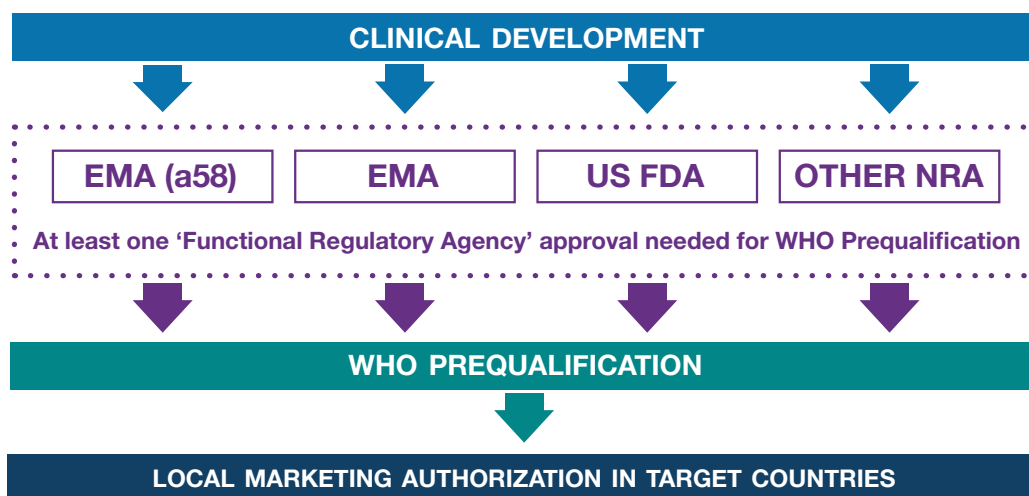 CLINICAL DEVELOPMENT
EMA (a58)
EMA
US FDA
OTHER NRA
At least one ‘Functional Regulatory Agency’ approval needed for WHO Prequalification
WHO PREQUALIFICATION
LOCAL MARKETING AUTHORIZATION IN TARGET COUNTRIES